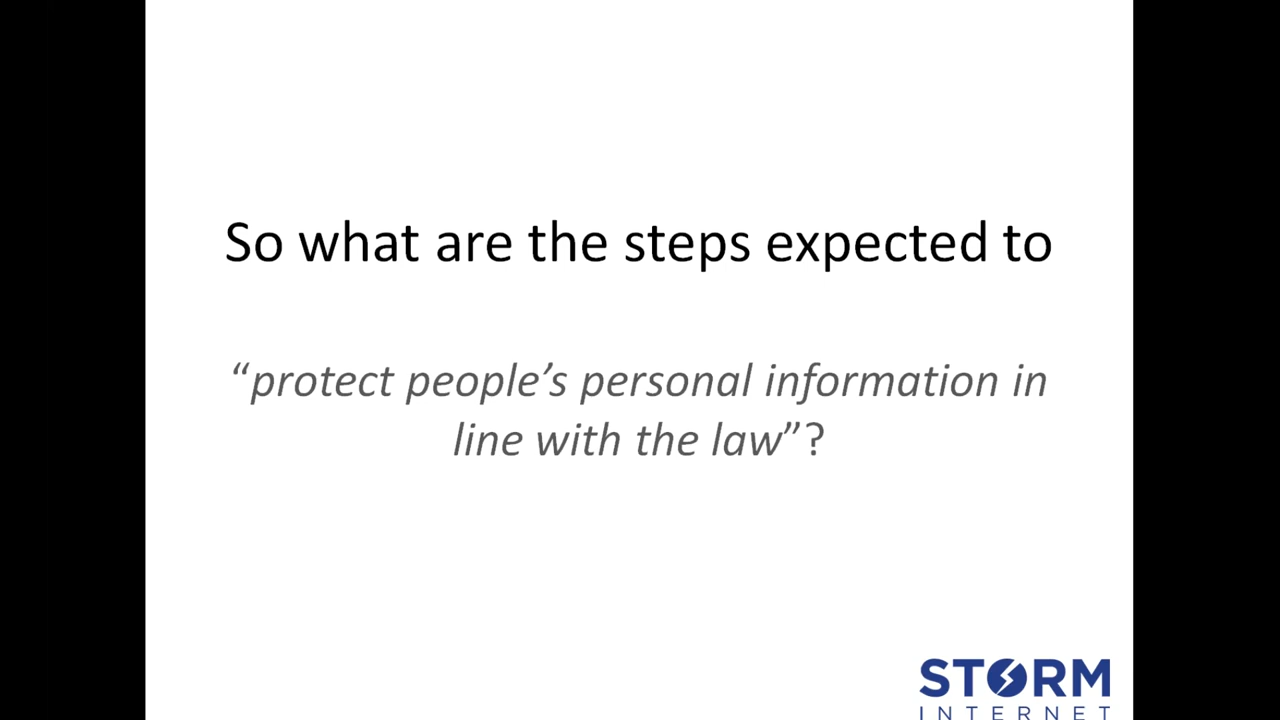 So what are the steps expected to
“protect people’s personal information in
line with the law”?
STORM
INTERNET